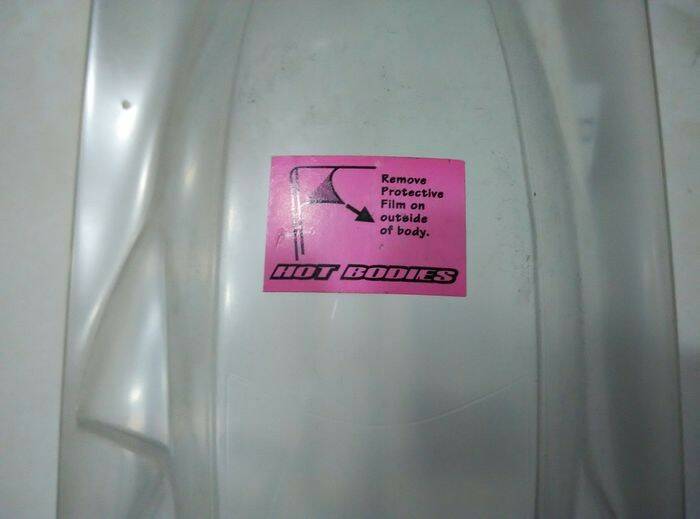 Remove
Protective
Film on
outside
of body.
HOT BODIES